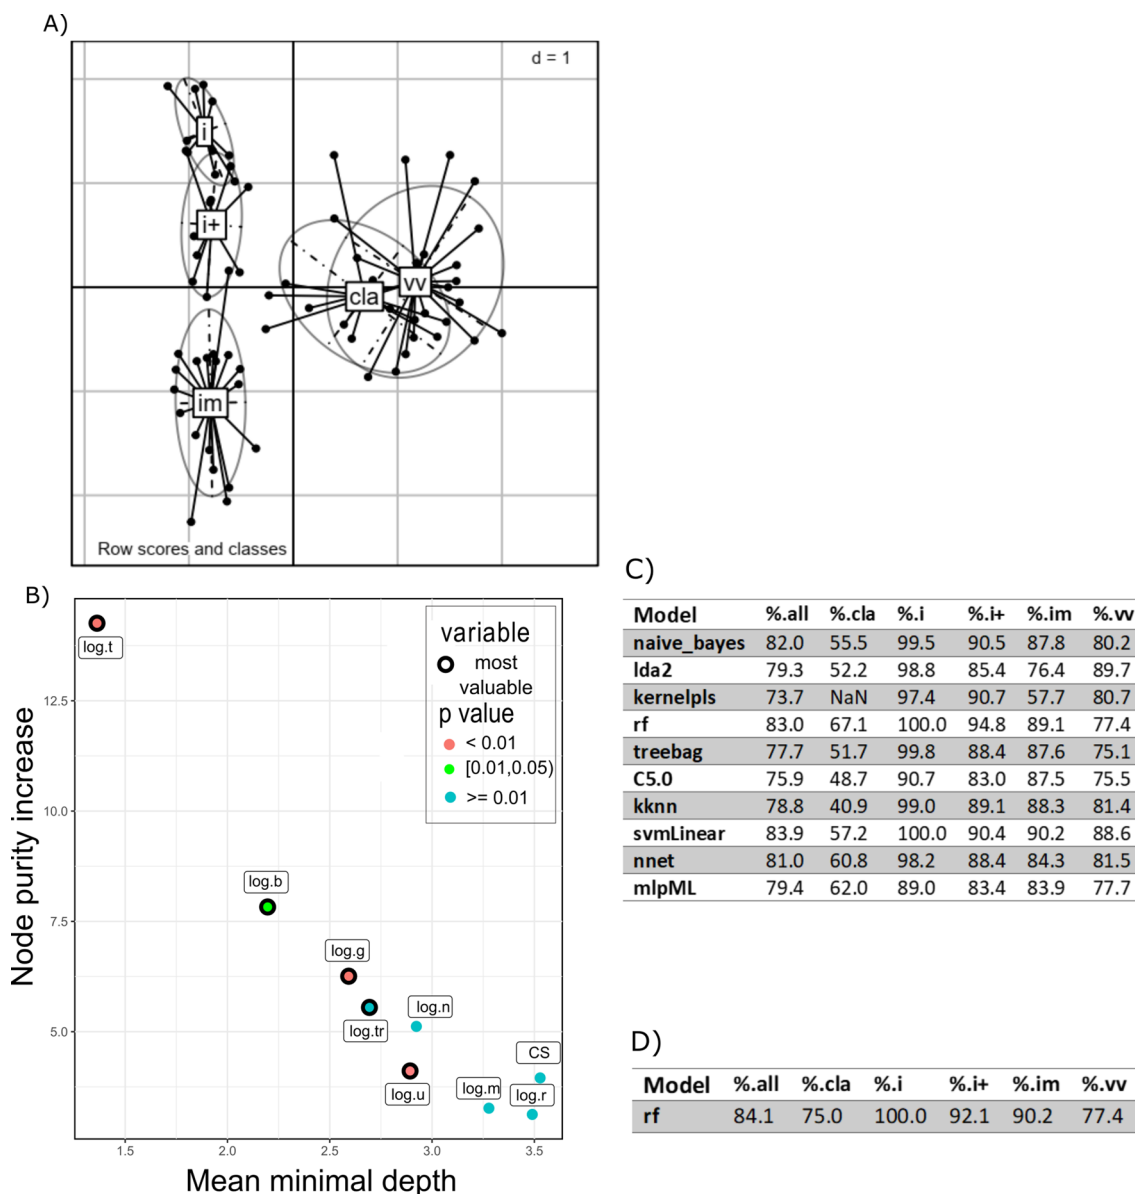 A)
d = 1
i
i+
cla
vv
im
Row scores and classes
B)
log.t
variable
most
valuable
p value
< 0.01
[0.01,0.05)
>= 0.01
12.5
10.0
7.5
5.0
Node purity increase
log.b
log.g
log.n
log.tr
CS
log.u
log.m
log.r
1.5 2.0 2.5 3.0 3.5
Mean minimal depth
C)
Model %.all %.cla %.i %.i+ %.im %.vv
naive_bayes 82.0 55.5 99.5 90.5 87.8 80.2
lda2 79.3 52.2 98.8 85.4 76.4 89.7
kernelpls 73.7 NaN 97.4 90.7 57.7 80.7
rf 83.0 67.1 100.0 94.8 89.1 77.4
treebag 77.7 51.7 99.8 88.4 87.6 75.1
C5.0 75.9 48.7 90.7 83.0 87.5 75.5
kknn 78.8 40.9 99.0 89.1 88.3 81.4
svmLinear 83.9 57.2 100.0 90.4 90.2 88.6
nnet 81.0 60.8 98.2 88.4 84.3 81.5
mlpML 79.4 62.0 89.0 83.4 83.9 77.7
D)
Model %.all %.cla %.i %.i+ %.im %.vv
rf 84.1 75.0 100.0 92.1 90.2 77.4